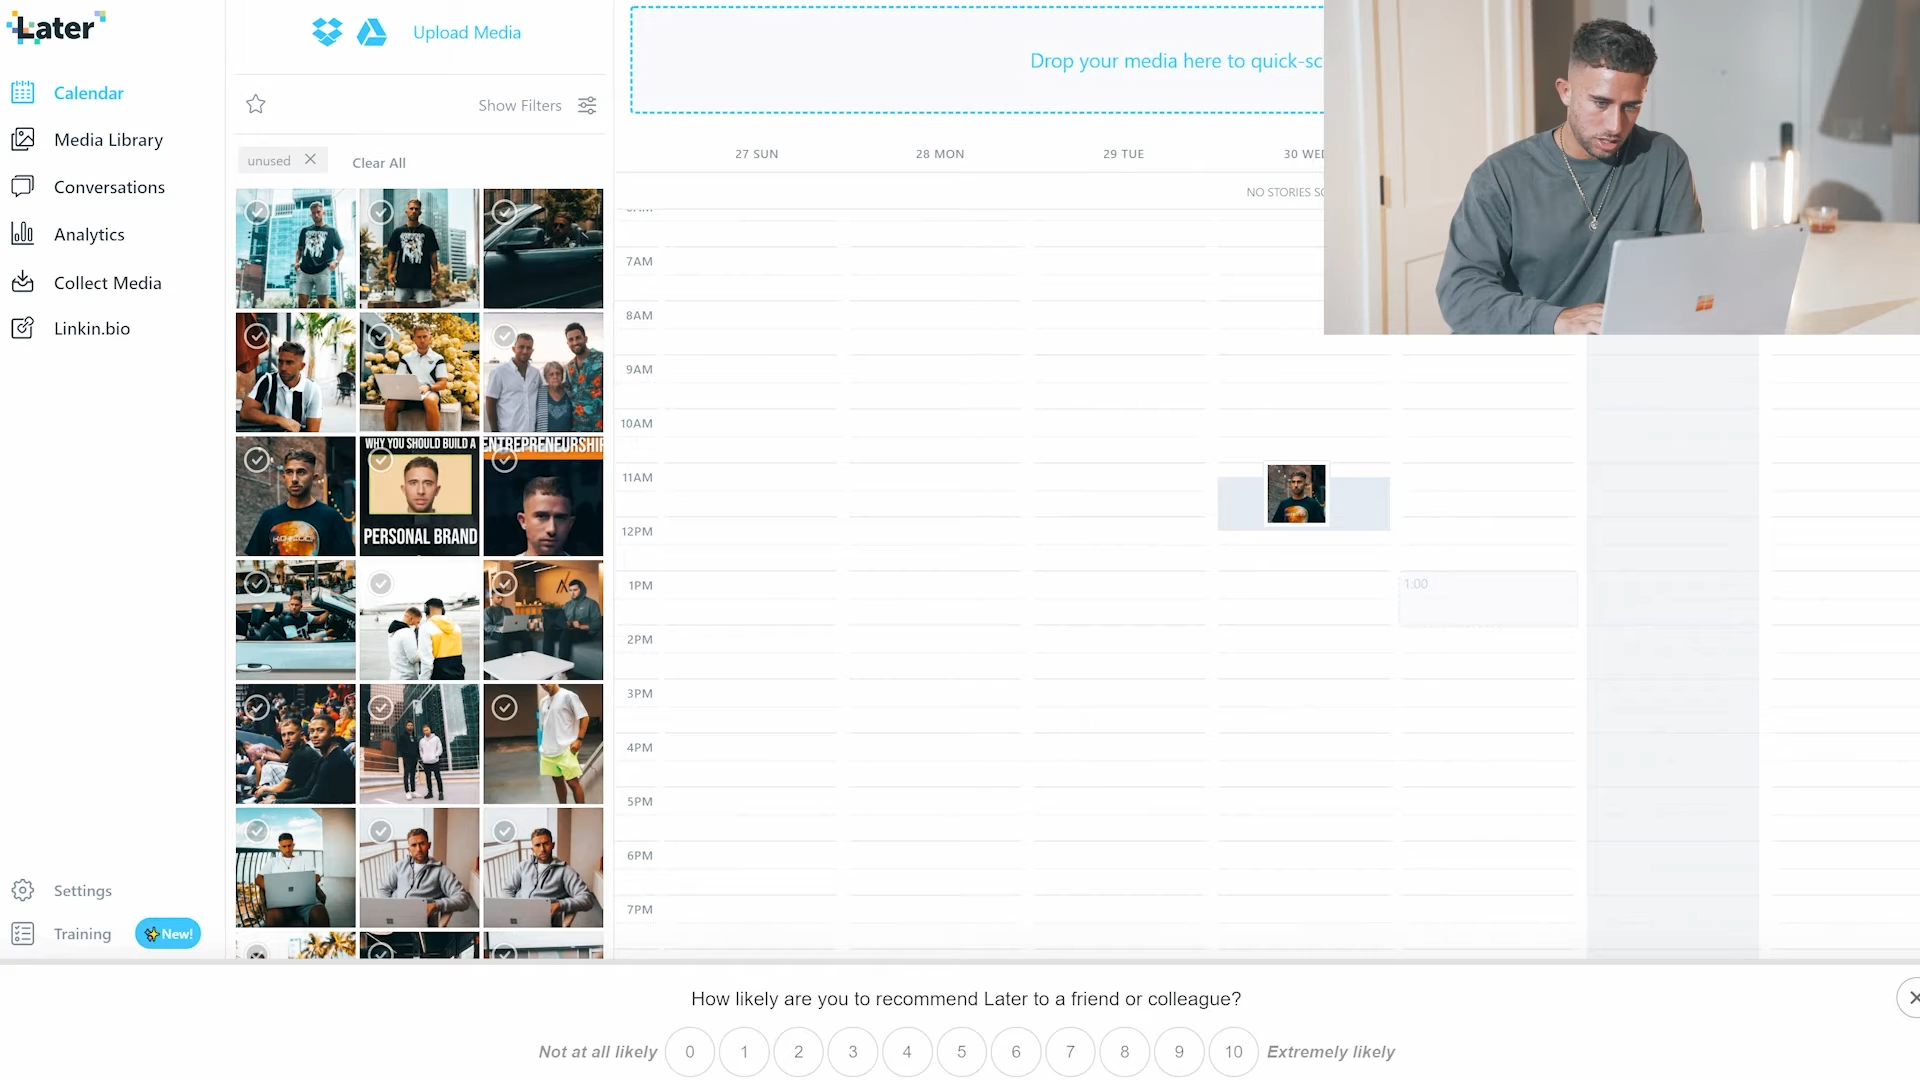 Later
Calendar
Media Library
Conversations
Analytics
Collect Media
Linkin.bio
Settings
Training
New!
Upload Media
Show Filters
unused
Clear All
WHY YOU SHOULD BUILD A
PERSONAL BRAND
ENTREPRENEURSHIP
Drop your media here to quick-sc
27 SUN
28 MON
29 TUE
30 WED
NO STORIES SC
7AM
8AM
9AM
10AM
11AM
12PM
1PM
1:00
2PM
3PM
4PM
5PM
6PM
7PM
How likely are you to recommend Later to a friend or colleague?
Not at all likely 0 1 2 3 4 5 6 7 8 9 10 Extremely likely